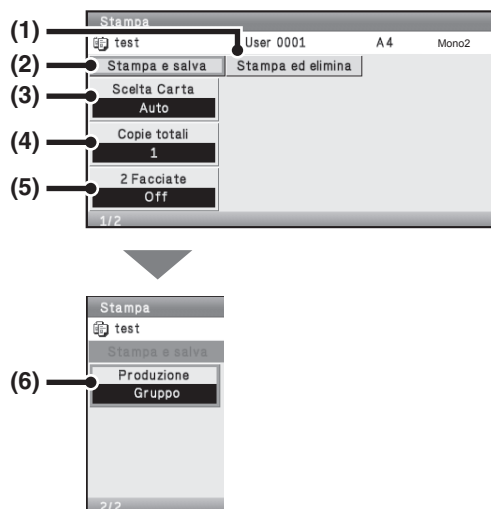 Stampa
(1)
test User 0001 A4 Mono2
(2) Stampa e salva Stampa ed elimina
(3) Scelta Carta
Auto
(4) Copie totali
1
(5) 2 Facciate
Off
1/2
Stampa
test
Stampa e salva
(6) Produzione
Gruppo
2/2